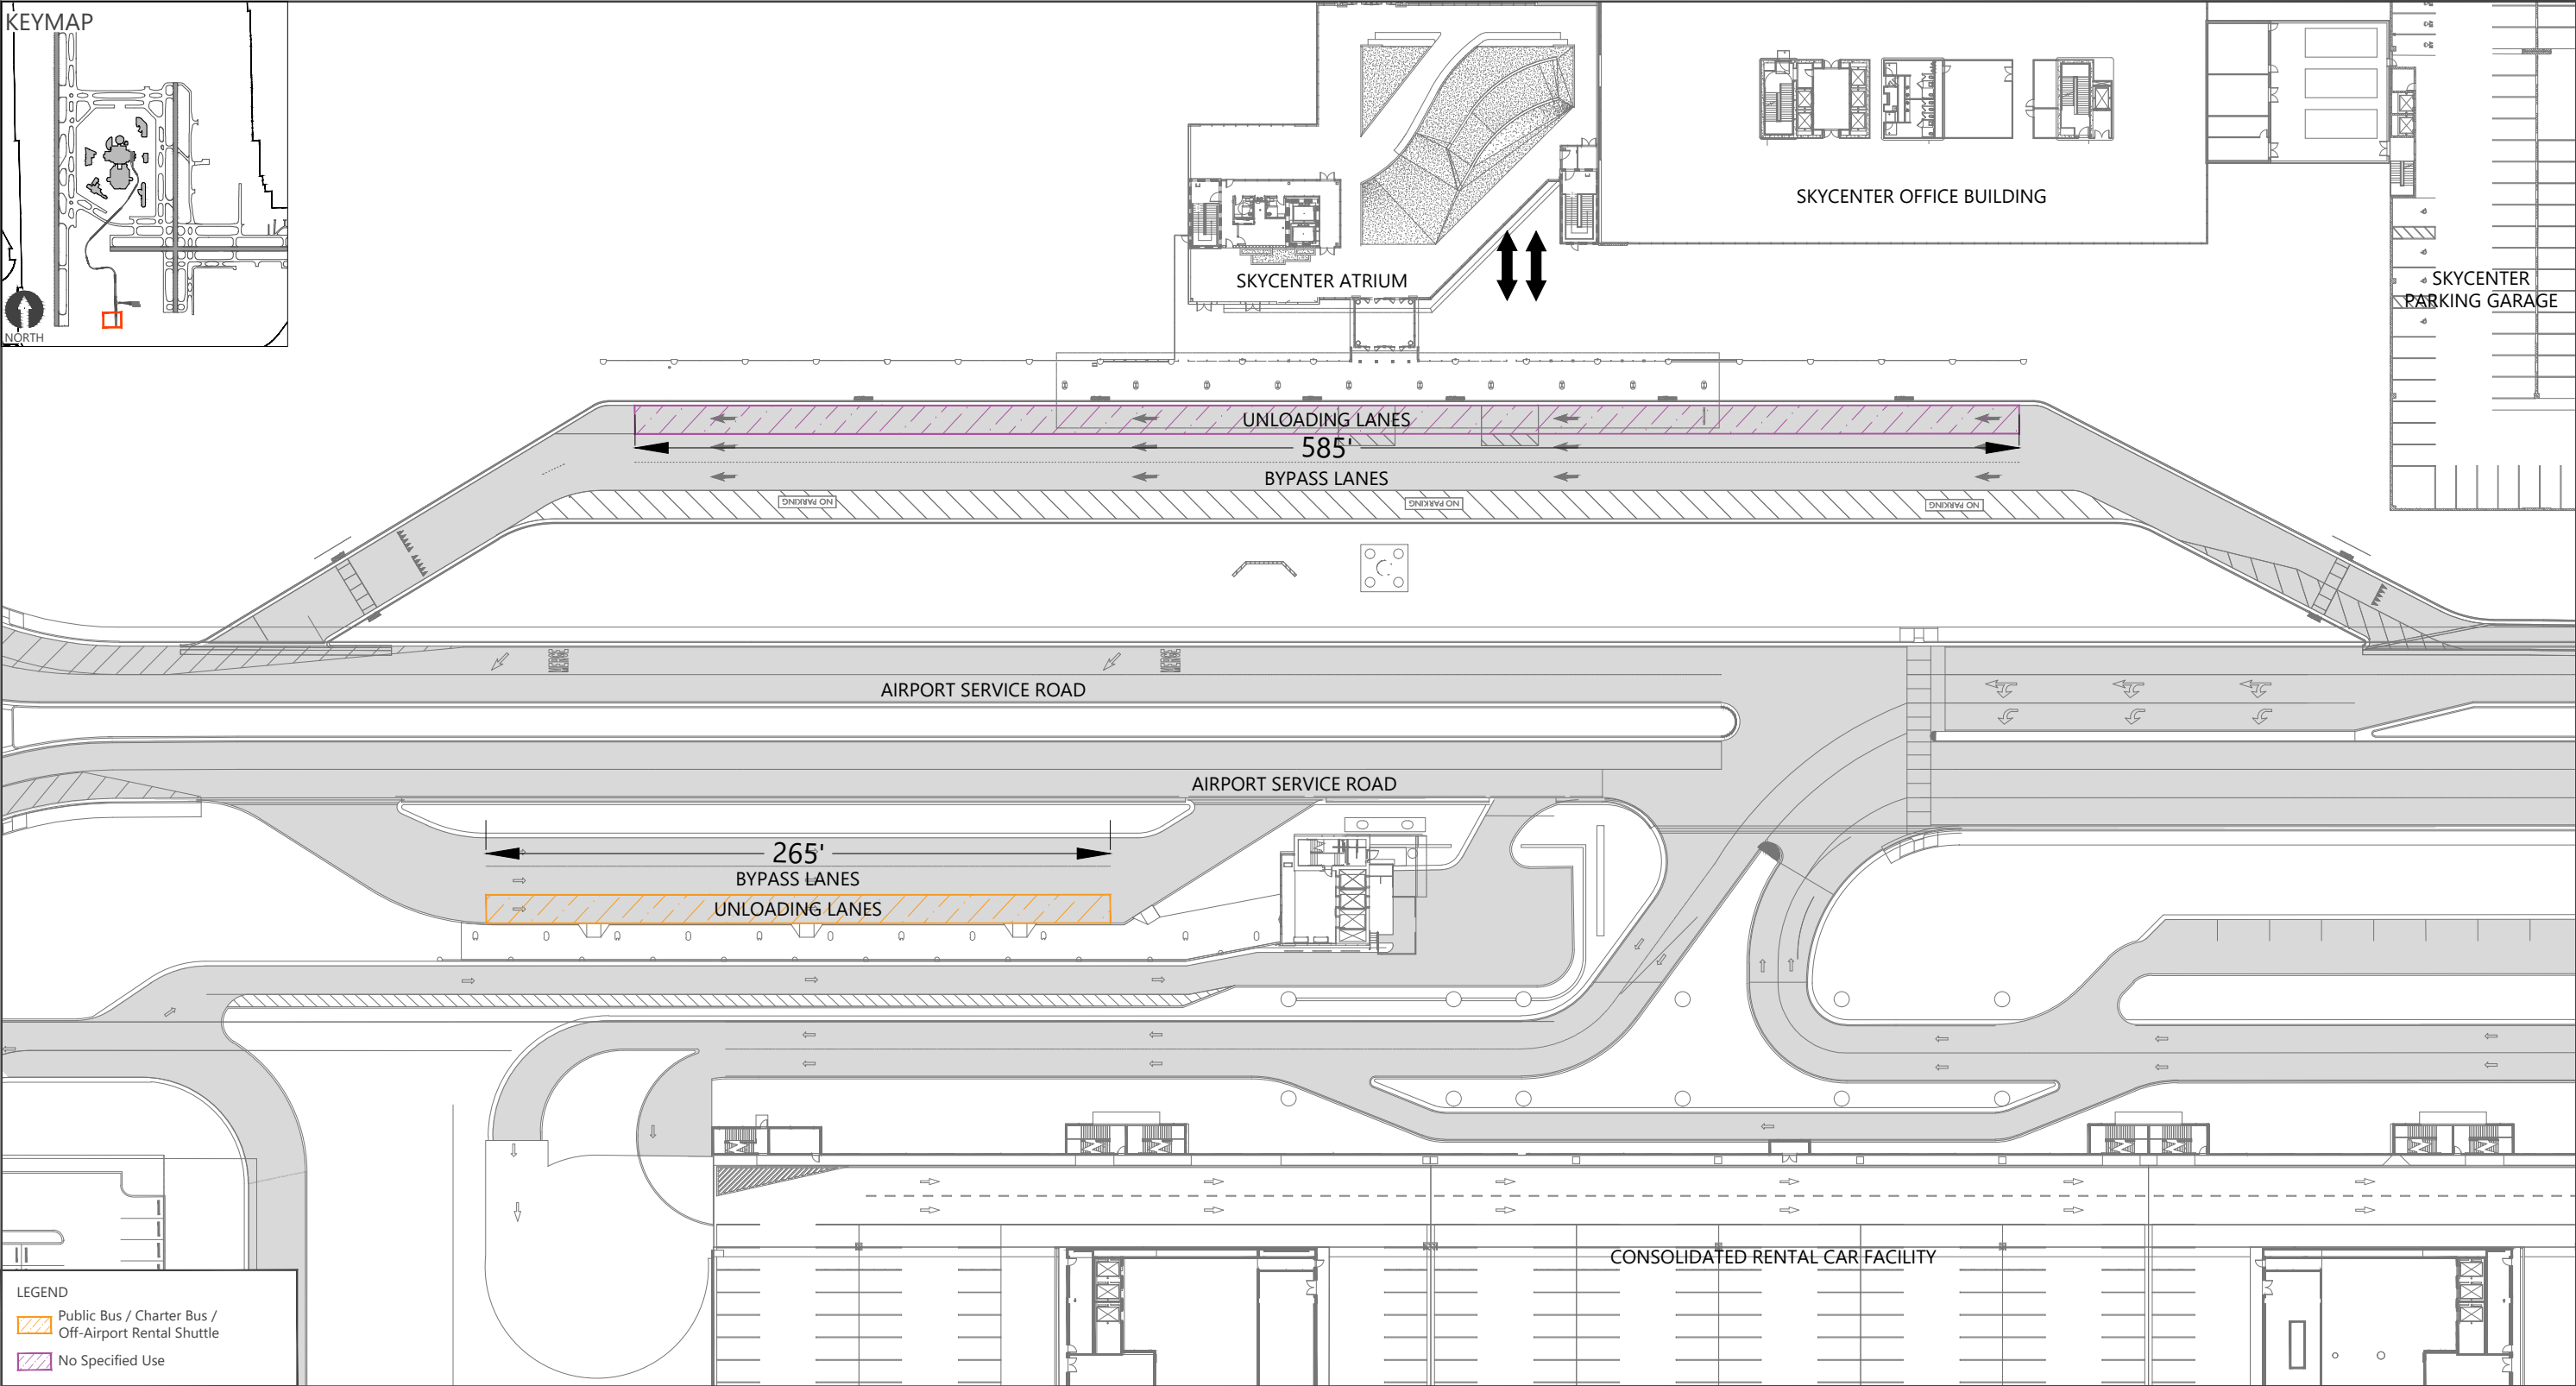 KEYMAP
NORTH
SKYCENTER OFFICE BUILDING
SKYCENTER ATRIUM
SKYCENTER
PARKING GARAGE
UNLOADING LANES
585'
BYPASS LANES
NO PARKING
NO PARKING
NO PARKING
AIRPORT SERVICE ROAD
AIRPORT SERVICE ROAD
265'
BYPASS LANES
UNLOADING LANES
CONSOLIDATED RENTAL CAR FACILITY
LEGEND
Public Bus / Charter Bus /
Off-Airport Rental Shuttle
No Specified Use